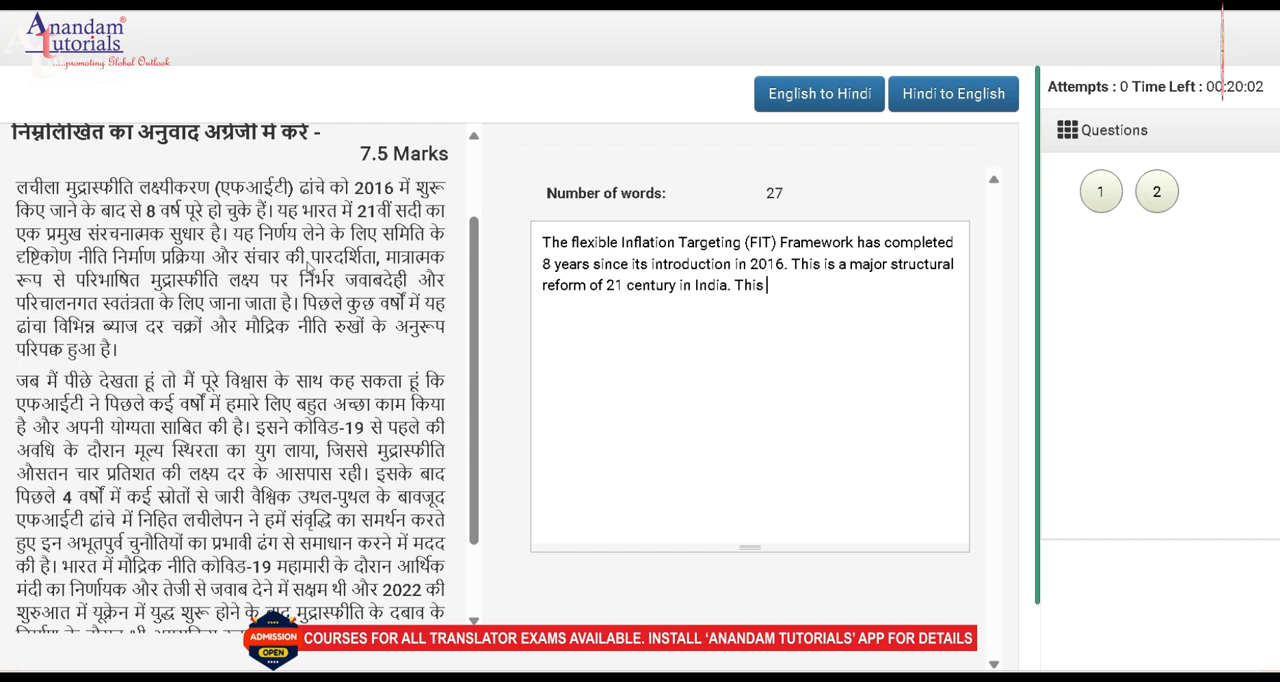 Anandam
Tutorials
.....promoting Global Outlook
English to Hindi
Hindi to English
Attempts : 0 Time Left : 00:20:02
Questions
1
2
निम्नलिखित का अनुवाद अंग्रेजी में करें -
7.5 Marks
लचीला मुद्रास्फीति लक्ष्यीकरण (एफआईटी) ढांचे को 2016 में शुरू
किए जाने के बाद से 8 वर्ष पूरे हो चुके हैं। यह भारत में 21वीं सदी का
एक प्रमुख संरचनात्मक सुधार है। यह निर्णय लेने के लिए समिति के
दृष्टिकोण नीति निर्माण प्रक्रिया और संचार की पारदर्शिता, मात्रात्मक
रूप से परिभाषित मुद्रास्फीति लक्ष्य पर निर्भर जवाबदेही और
परिचालनगत स्वतंत्रता के लिए जाना जाता है। पिछले कुछ वर्षों में यह
ढांचा विभिन्न ब्याज दर चक्रों और मौद्रिक नीति रुखों के अनुरूप
परिपक्व हुआ है।
जब मैं पीछे देखता हूं तो मैं पूरे विश्वास के साथ कह सकता हूं कि
एफआईटी ने पिछले कई वर्षों में हमारे लिए बहुत अच्छा काम किया
है और अपनी योग्यता साबित की है। इसने कोविड-19 से पहले की
अवधि के दौरान मूल्य स्थिरता का युग लाया, जिससे मुद्रास्फीति
औसतन चार प्रतिशत की लक्ष्य दर के आसपास रही। इसके बाद
पिछले 4 वर्षों में कई स्रोतों से जारी वैश्विक उथल-पुथल के बावजूद
एफआईटी ढांचे में निहित लचीलेपन ने हमें संवृद्धि का समर्थन करते
हुए इन अभूतपुर्व चुनौतियों का प्रभावी ढंग से समाधान करने में मदद
की है। भारत में मौद्रिक नीति कोविड-19 महामारी के दौरान आर्थिक
मंदी का निर्णायक और तेजी से जवाब देने में सक्षम थी और 2022 की
शुरुआत में यूक्रेन में युद्ध शुरू होने के बाद मुद्रास्फीति के दबाव के
Number of words: 27
The flexible Inflation Targeting (FIT) Framework has completed
8 years since its introduction in 2016. This is a major structural
reform of 21 century in India. This
ADMISSION
OPEN
COURSES FOR ALL TRANSLATOR EXAMS AVAILABLE. INSTALL ‘ANANDAM TUTORIALS’ APP FOR DETAILS